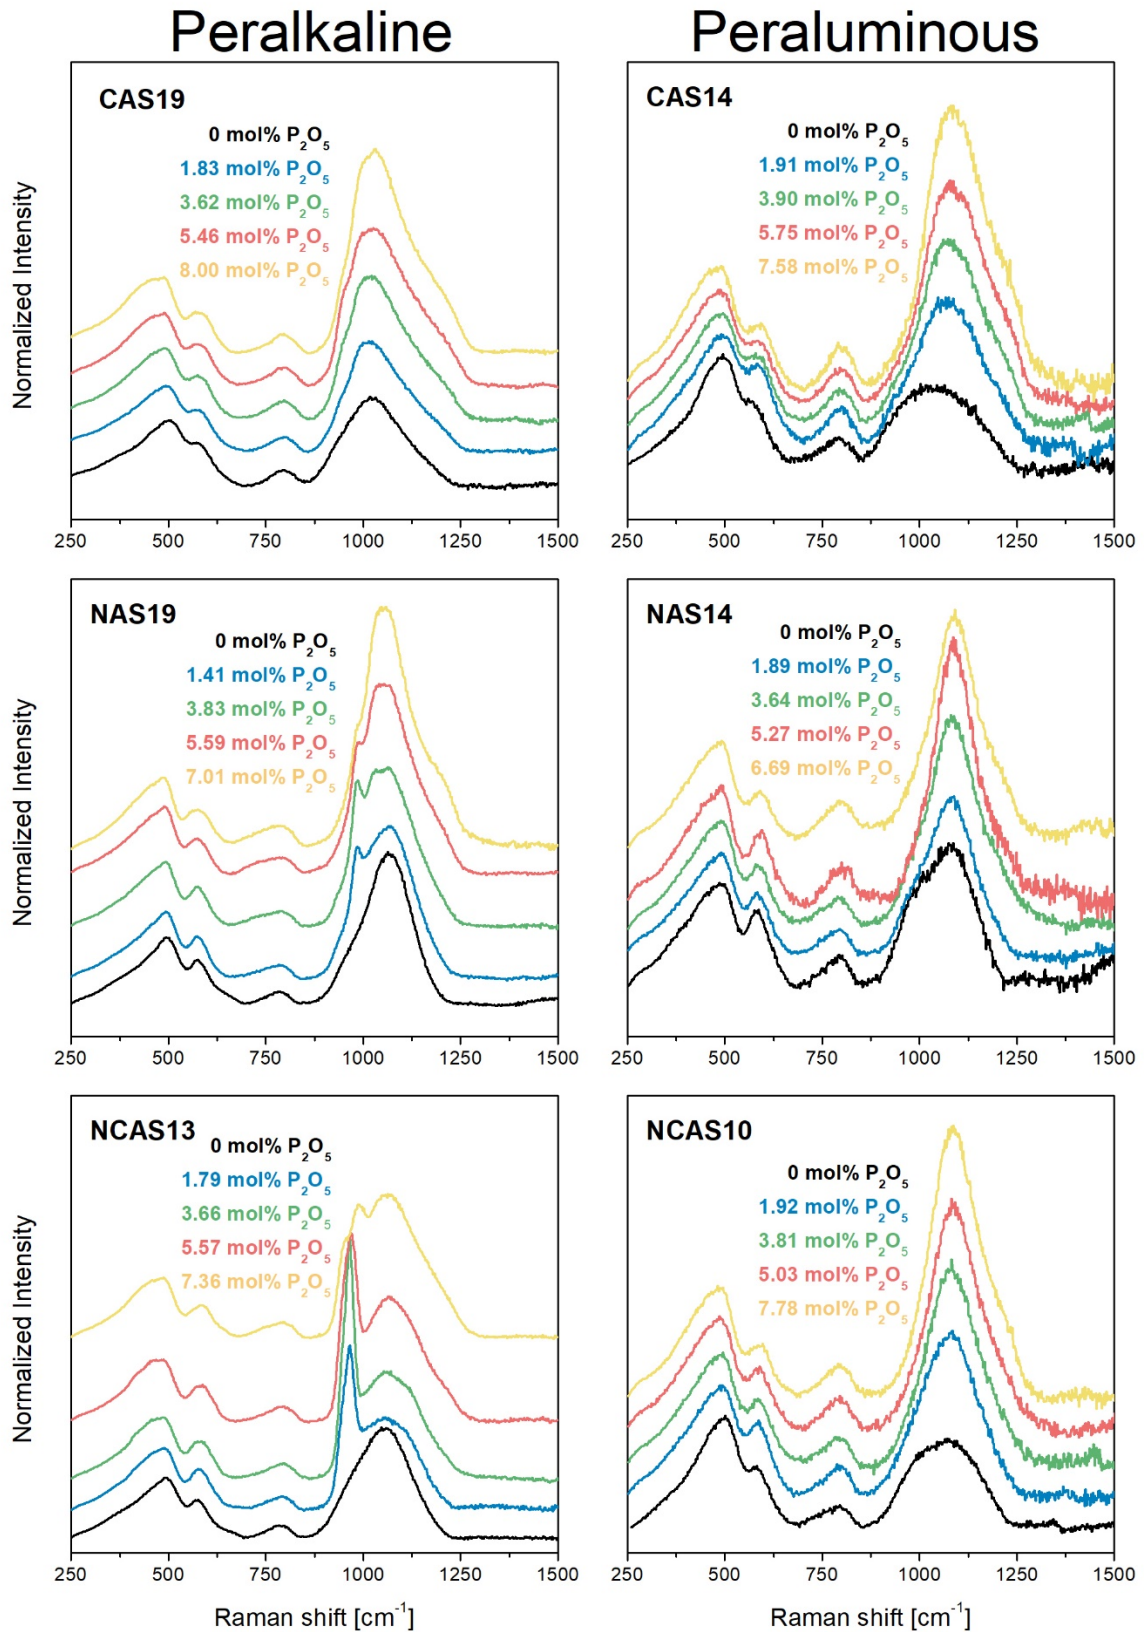 Peralkaline
Peraluminous
CAS19
0 mol% P₂O₅
1.83 mol% P₂O₅
3.62 mol% P₂O₅
5.46 mol% P₂O₅
8.00 mol% P₂O₅
Normalized Intensity
250 500 750 1000 1250 1500
CAS14
0 mol% P₂O₅
1.91 mol% P₂O₅
3.90 mol% P₂O₅
5.75 mol% P₂O₅
7.58 mol% P₂O₅
250 500 750 1000 1250 1500
NAS19
0 mol% P₂O₅
1.41 mol% P₂O₅
3.83 mol% P₂O₅
5.59 mol% P₂O₅
7.01 mol% P₂O₅
Normalized Intensity
250 500 750 1000 1250 1500
NAS14
0 mol% P₂O₅
1.89 mol% P₂O₅
3.64 mol% P₂O₅
5.27 mol% P₂O₅
6.69 mol% P₂O₅
250 500 750 1000 1250 1500
NCAS13
0 mol% P₂O₅
1.79 mol% P₂O₅
3.66 mol% P₂O₅
5.57 mol% P₂O₅
7.36 mol% P₂O₅
Normalized Intensity
250 500 750 1000 1250 1500
Raman shift [cm⁻¹]
NCAS10
0 mol% P₂O₅
1.92 mol% P₂O₅
3.81 mol% P₂O₅
5.03 mol% P₂O₅
7.78 mol% P₂O₅
250 500 750 1000 1250 1500
Raman shift [cm⁻¹]